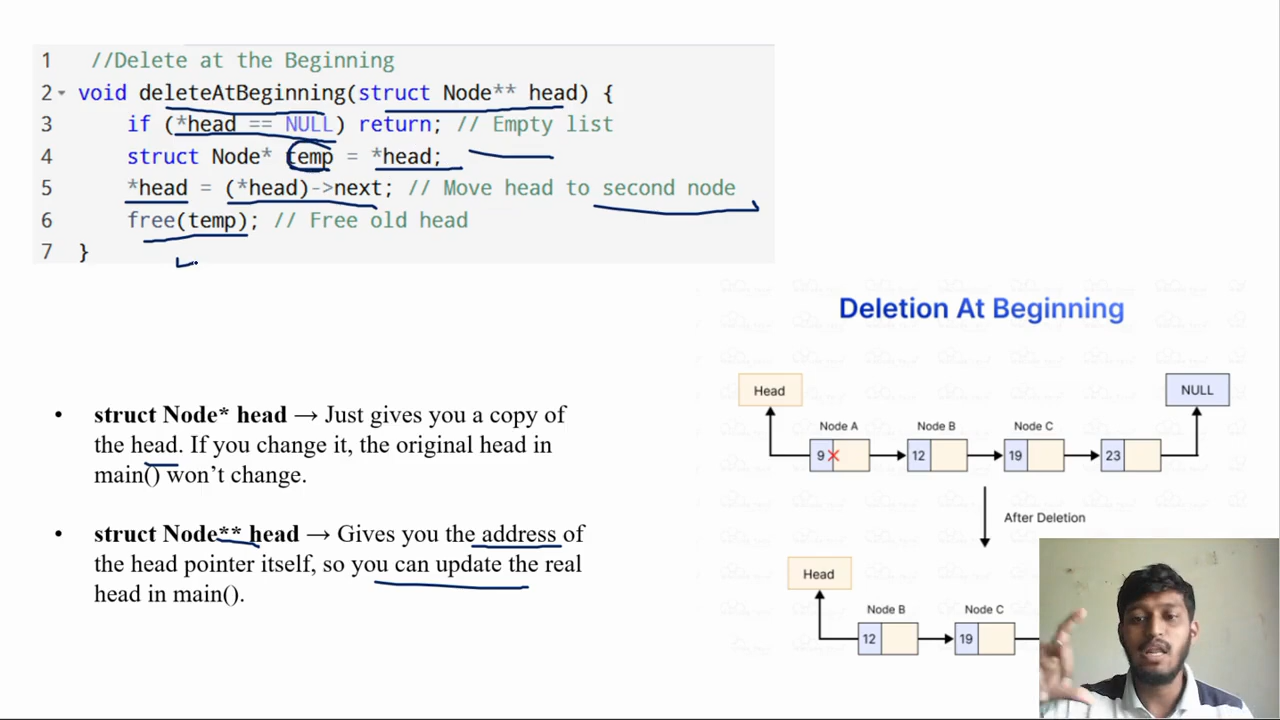 1 //Delete at the Beginning
2 void deleteAtBeginning(struct Node** head) {
3 if (*head == NULL) return; // Empty list
4 struct Node* temp = *head;
5 *head = (*head)->next; // Move head to second node
6 free(temp); // Free old head
7 }
• struct Node* head → Just gives you a copy of
the head. If you change it, the original head in
main() won’t change.
• struct Node** head → Gives you the address of
the head pointer itself, so you can update the real
head in main().
Deletion At Beginning
Head NULL
Node A Node B Node C
9 12 19 23
After Deletion
Head
Node B Node C
12 19